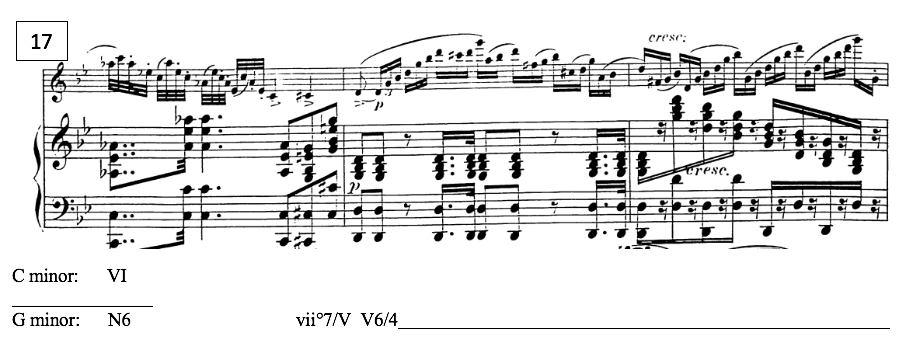 17
cresc:
p
p
cresc.
C minor: VI
G minor: N6 vii°7/V V6/4